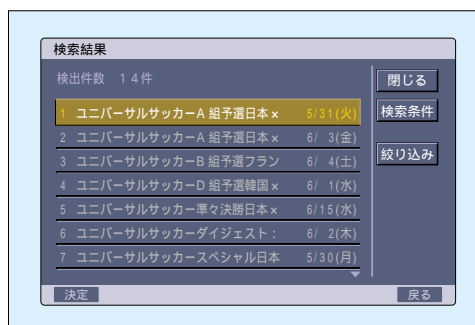 検索結果
検出件数 14件
1 ユニバーサルサッカーA 組予選日本× 5/31(火)
2 ユニバーサルサッカーA 組予選日本× 6/ 3(金)
3 ユニバーサルサッカーB 組予選フラン 6/ 4(土)
4 ユニバーサルサッカーD 組予選韓国× 6/ 1(水)
5 ユニバーサルサッカー準々決勝日本× 6/15(水)
6 ユニバーサルサッカーダイジェスト: 6/ 2(木)
7 ユニバーサルサッカースペシャル日本 5/30(月)
閉じる
検索条件
絞り込み
決定
戻る